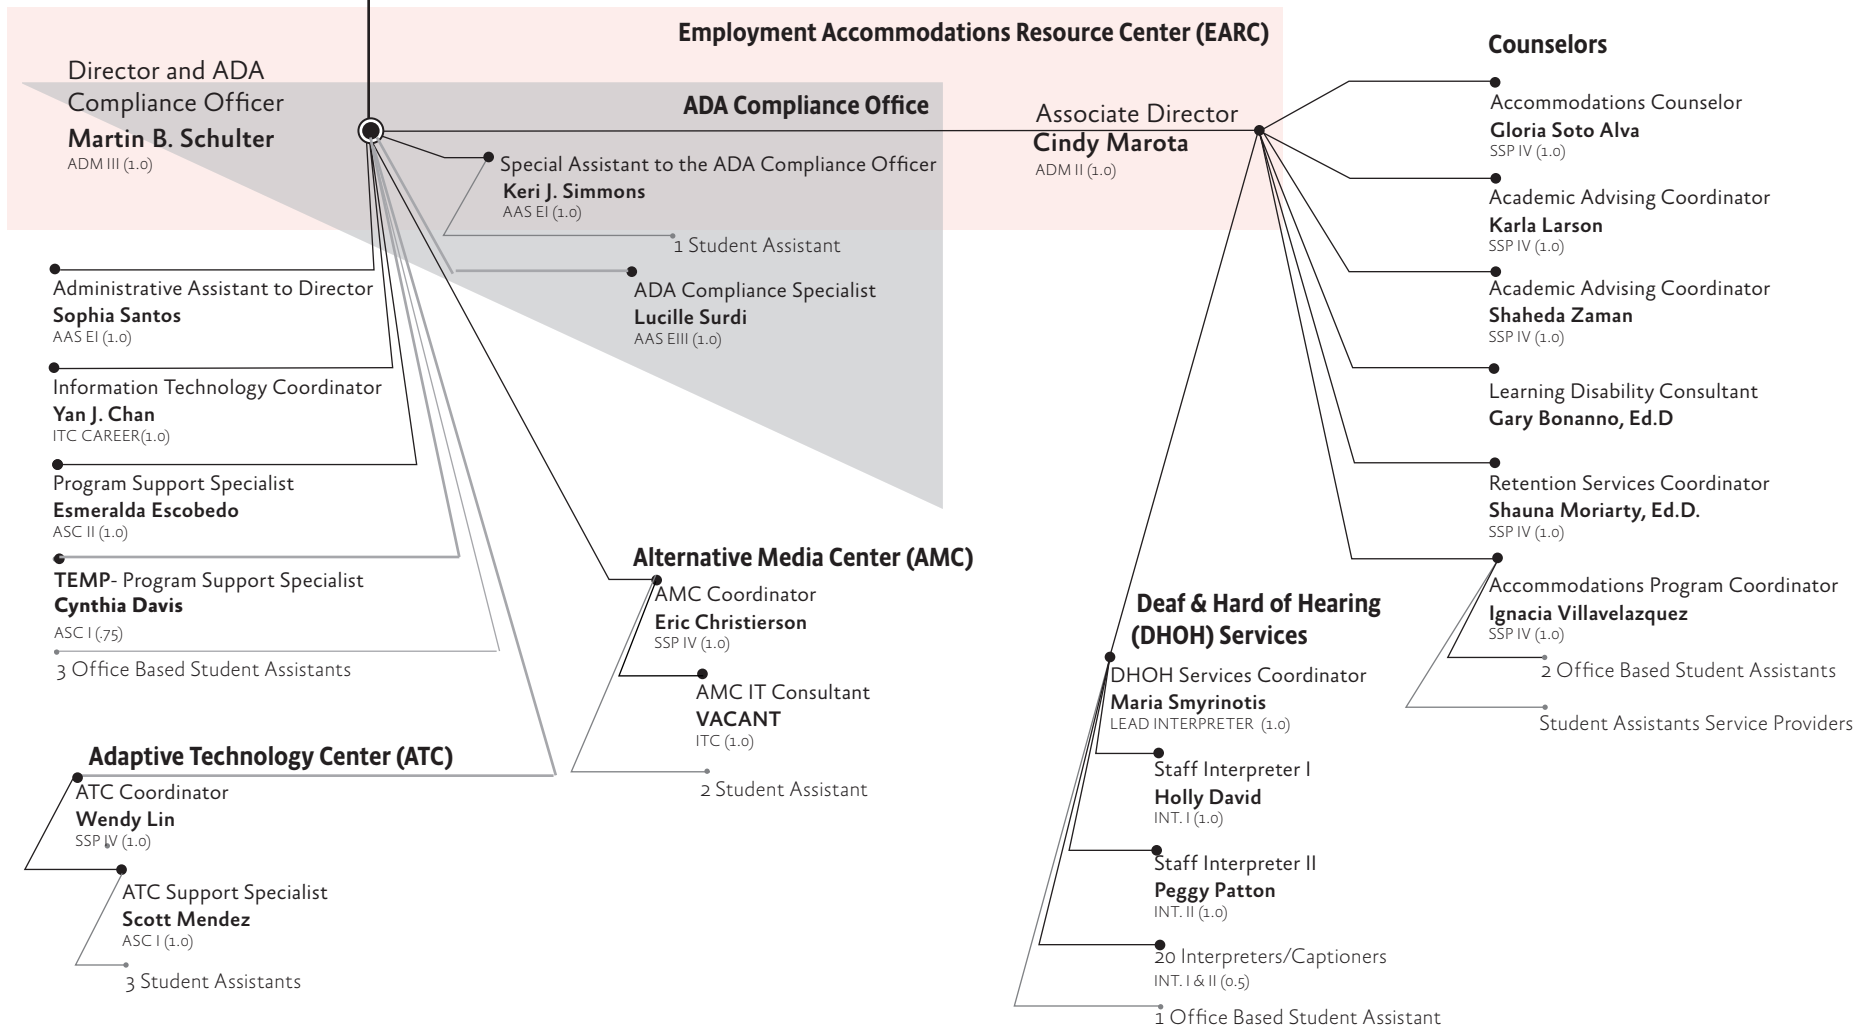 Employment Accommodations Resource Center (EARC)
Director and ADA
Compliance Officer
Martin B. Schulter
ADM III (1.0)
ADA Compliance Office
Special Assistant to the ADA Compliance Officer
Keri J. Simmons
AAS EI (1.0)
1 Student Assistant
ADA Compliance Specialist
Lucille Surdi
AAS EIII (1.0)
Associate Director
Cindy Marota
ADM II (1.0)
Administrative Assistant to Director
Sophia Santos
AAS EI (1.0)
Information Technology Coordinator
Yan J. Chan
ITC CAREER(1.0)
Program Support Specialist
Esmeralda Escobedo
ASC II (1.0)
TEMP- Program Support Specialist
Cynthia Davis
ASC I (.75)
3 Office Based Student Assistants
Adaptive Technology Center (ATC)
ATC Coordinator
Wendy Lin
SSP IV (1.0)
ATC Support Specialist
Scott Mendez
ASC I (1.0)
3 Student Assistants
Alternative Media Center (AMC)
AMC Coordinator
Eric Christierson
SSP IV (1.0)
AMC IT Consultant
VACANT
ITC (1.0)
2 Student Assistant
Deaf & Hard of Hearing
(DHOH) Services
DHOH Services Coordinator
Maria Smyrinotis
LEAD INTERPRETER (1.0)
Staff Interpreter I
Holly David
INT. I (1.0)
Staff Interpreter II
Peggy Patton
INT. II (1.0)
20 Interpreters/Captioners
INT. I & II (0.5)
1 Office Based Student Assistant
Counselors
Accommodations Counselor
Gloria Soto Alva
SSP IV (1.0)
Academic Advising Coordinator
Karla Larson
SSP IV (1.0)
Academic Advising Coordinator
Shaheda Zaman
SSP IV (1.0)
Learning Disability Consultant
Gary Bonanno, Ed.D
Retention Services Coordinator
Shauna Moriarty, Ed.D.
SSP IV (1.0)
Accommodations Program Coordinator
Ignacia Villavelazquez
SSP IV (1.0)
2 Office Based Student Assistants
Student Assistants Service Providers